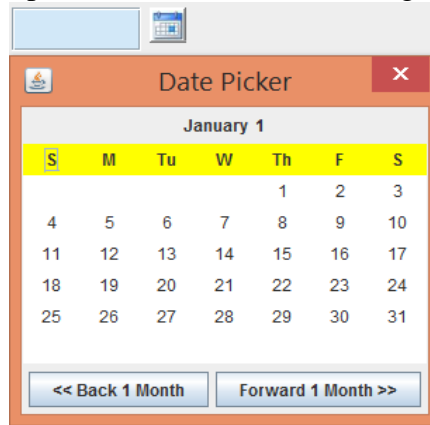 Date Picker
January 1
S M Tu W Th F S
1 2 3
4 5 6 7 8 9 10
11 12 13 14 15 16 17
18 19 20 21 22 23 24
25 26 27 28 29 30 31
<< Back 1 Month Forward 1 Month >>